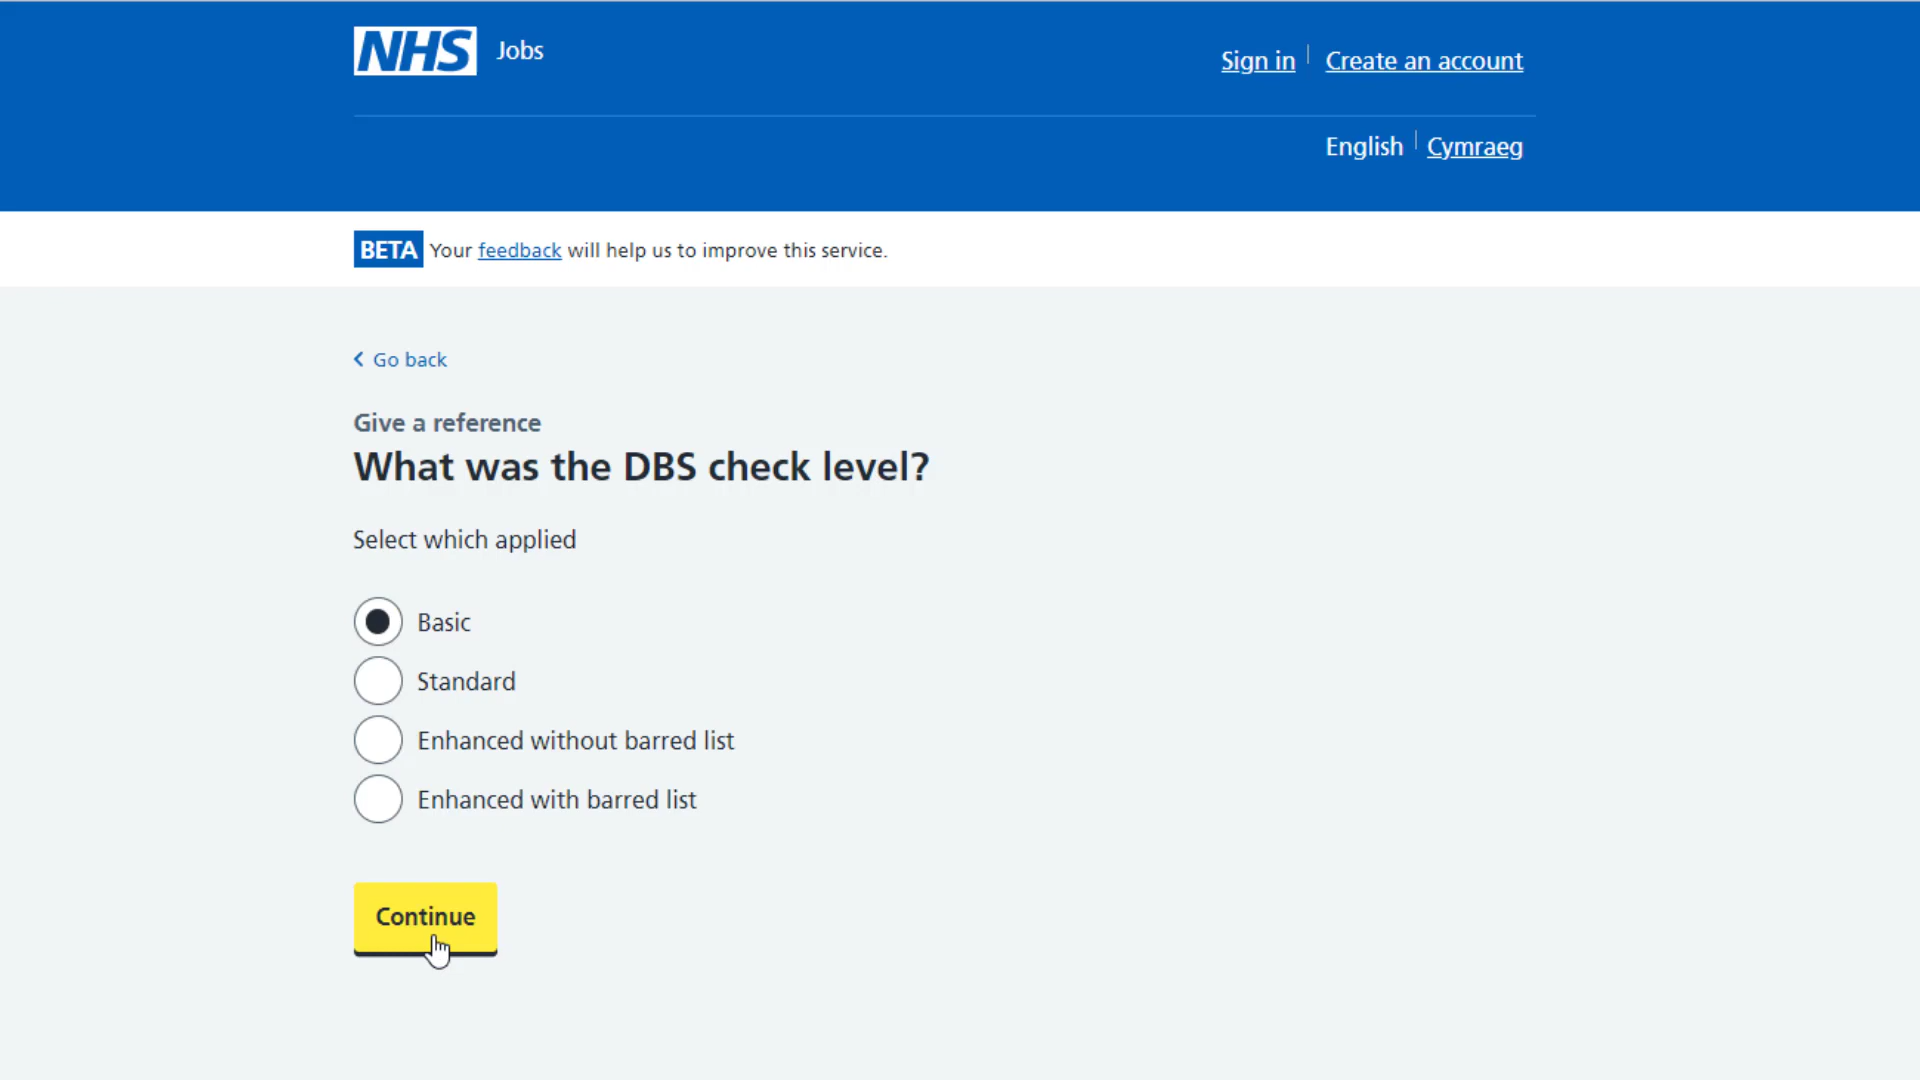 NHS Jobs
Sign in Create an account
English Cymraeg
BETA Your feedback will help us to improve this service.
Go back
Give a reference
What was the DBS check level?
Select which applied
Basic
Standard
Enhanced without barred list
Enhanced with barred list
Continue